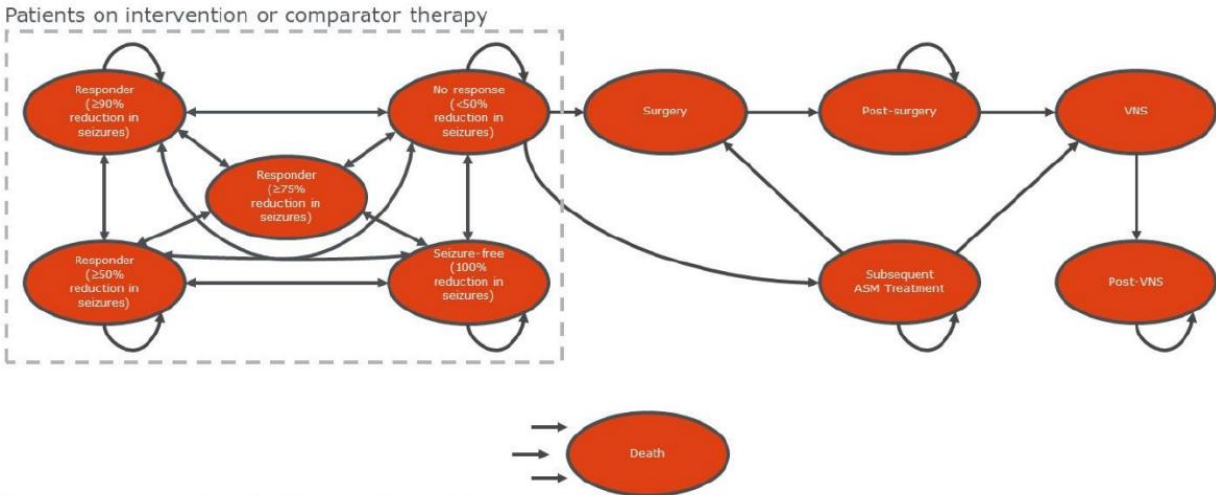 Patients on intervention or comparator therapy
Responder
(≥90%
reduction in
seizures)
No response
(<50%
reduction in
seizures)
Surgery
Post-surgery
VNS
Responder
(≥75%
reduction in
seizures)
Responder
(≥50%
reduction in
seizures)
Seizure-free
(100%
reduction in
seizures)
Subsequent
ASM Treatment
Post-VNS
Death